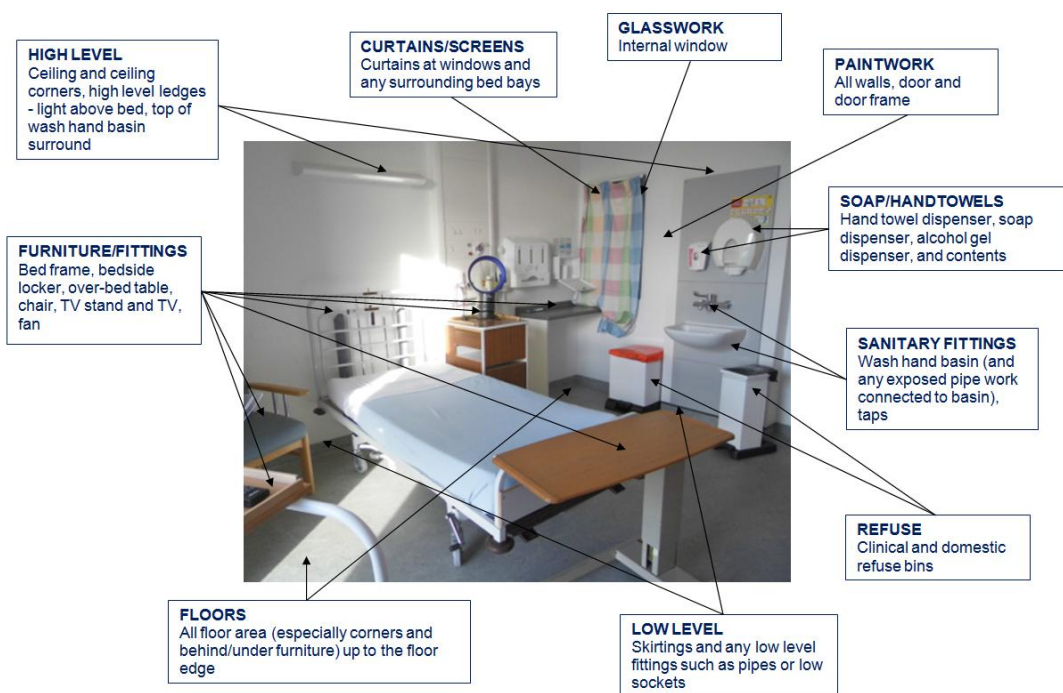 HIGH LEVEL
Ceiling and ceiling
corners, high level ledges
- light above bed, top of
wash hand basin
surround
CURTAINS/SCREENS
Curtains at windows and
any surrounding bed bays
GLASSWORK
Internal window
PAINTWORK
All walls, door and
door frame
SOAP/HANDTOWELS
Hand towel dispenser, soap
dispenser, alcohol gel
dispenser, and contents
FURNITURE/FITTINGS
Bed frame, bedside
locker, over-bed table,
chair, TV stand and TV,
fan
SANITARY FITTINGS
Wash hand basin (and
any exposed pipe work
connected to basin),
taps
REFUSE
Clinical and domestic
refuse bins
FLOORS
All floor area (especially corners and
behind/under furniture) up to the floor
edge
LOW LEVEL
Skirtings and any low level
fittings such as pipes or low
sockets